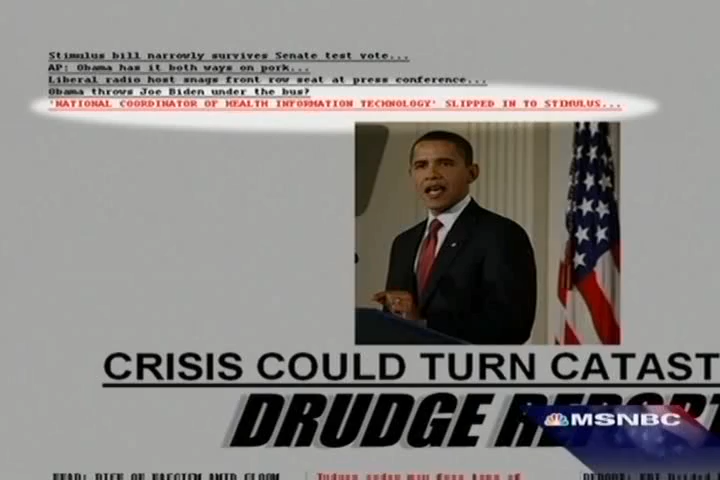 Stimulus bill narrowly survives Senate test vote...
AP: Obama has it both ways on pork...
Liberal radio host snags front row seat at press conference...
Obama throws Joe Biden under the bus?
'NATIONAL COORDINATOR OF HEALTH INFORMATION TECHNOLOGY' SLIPPED IN TO STIMULUS...
CRISIS COULD TURN CATAST
DRUDGE REPORT
MSNBC